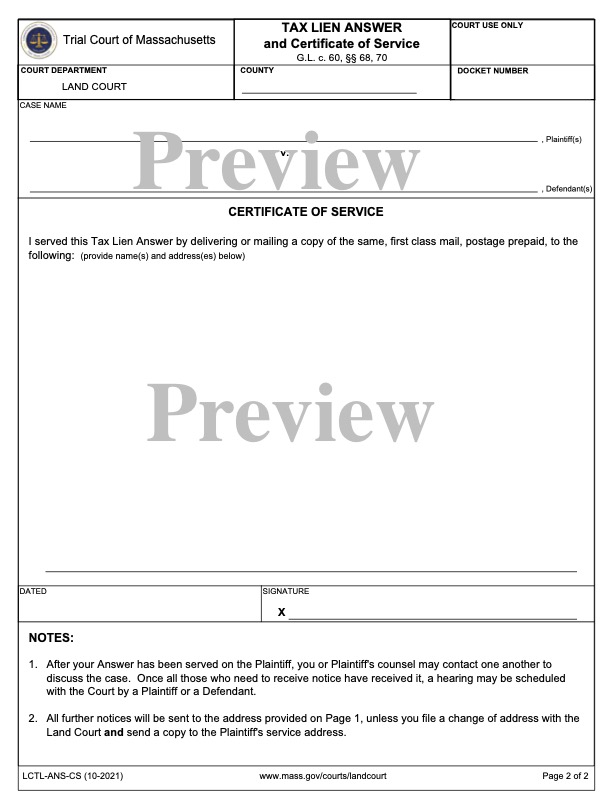 Trial Court of Massachusetts
TAX LIEN ANSWER
and Certificate of Service
G.L. c. 60, §§ 68, 70
COURT USE ONLY
COURT DEPARTMENT
LAND COURT
COUNTY
DOCKET NUMBER
CASE NAME
, Plaintiff(s)
Preview
v.
, Defendant(s)
CERTIFICATE OF SERVICE
I served this Tax Lien Answer by delivering or mailing a copy of the same, first class mail, postage prepaid, to the
following: (provide name(s) and address(es) below)
Preview
DATED
SIGNATURE
X
NOTES:
1. After your Answer has been served on the Plaintiff, you or Plaintiff's counsel may contact one another to
discuss the case. Once all those who need to receive notice have received it, a hearing may be scheduled
with the Court by a Plaintiff or a Defendant.
2. All further notices will be sent to the address provided on Page 1, unless you file a change of address with the
Land Court and send a copy to the Plaintiff's service address.
LCTL-ANS-CS (10-2021)
www.mass.gov/courts/landcourt
Page 2 of 2